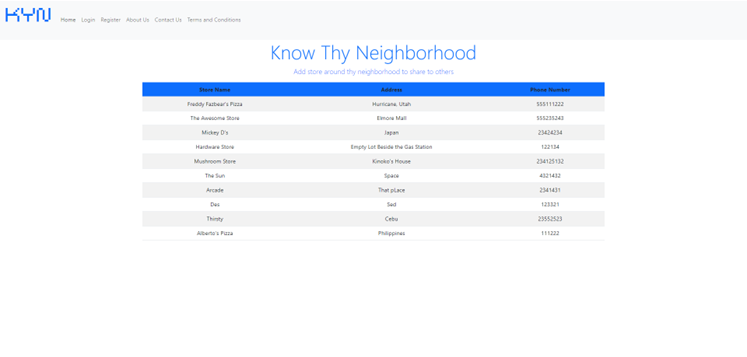 KYN Home Login Register About Us Contact Us Terms and Conditions
Know Thy Neighborhood
Add store around thy neighborhood to share to others
Store Name Address Phone Number
Freddy Fazbear's Pizza Hurricane, Utah 555111222
The Awesome Store Elmore Mall 555235243
Mickey D's Japan 23424234
Hardware Store Empty Lot Beside the Gas Station 122134
Mushroom Store Kinoko's House 234125132
The Sun Space 4321432
Arcade That pLace 2341431
Das Sad 123321
Thirsty Cebu 23552523
Alberto's Pizza Philippines 111222